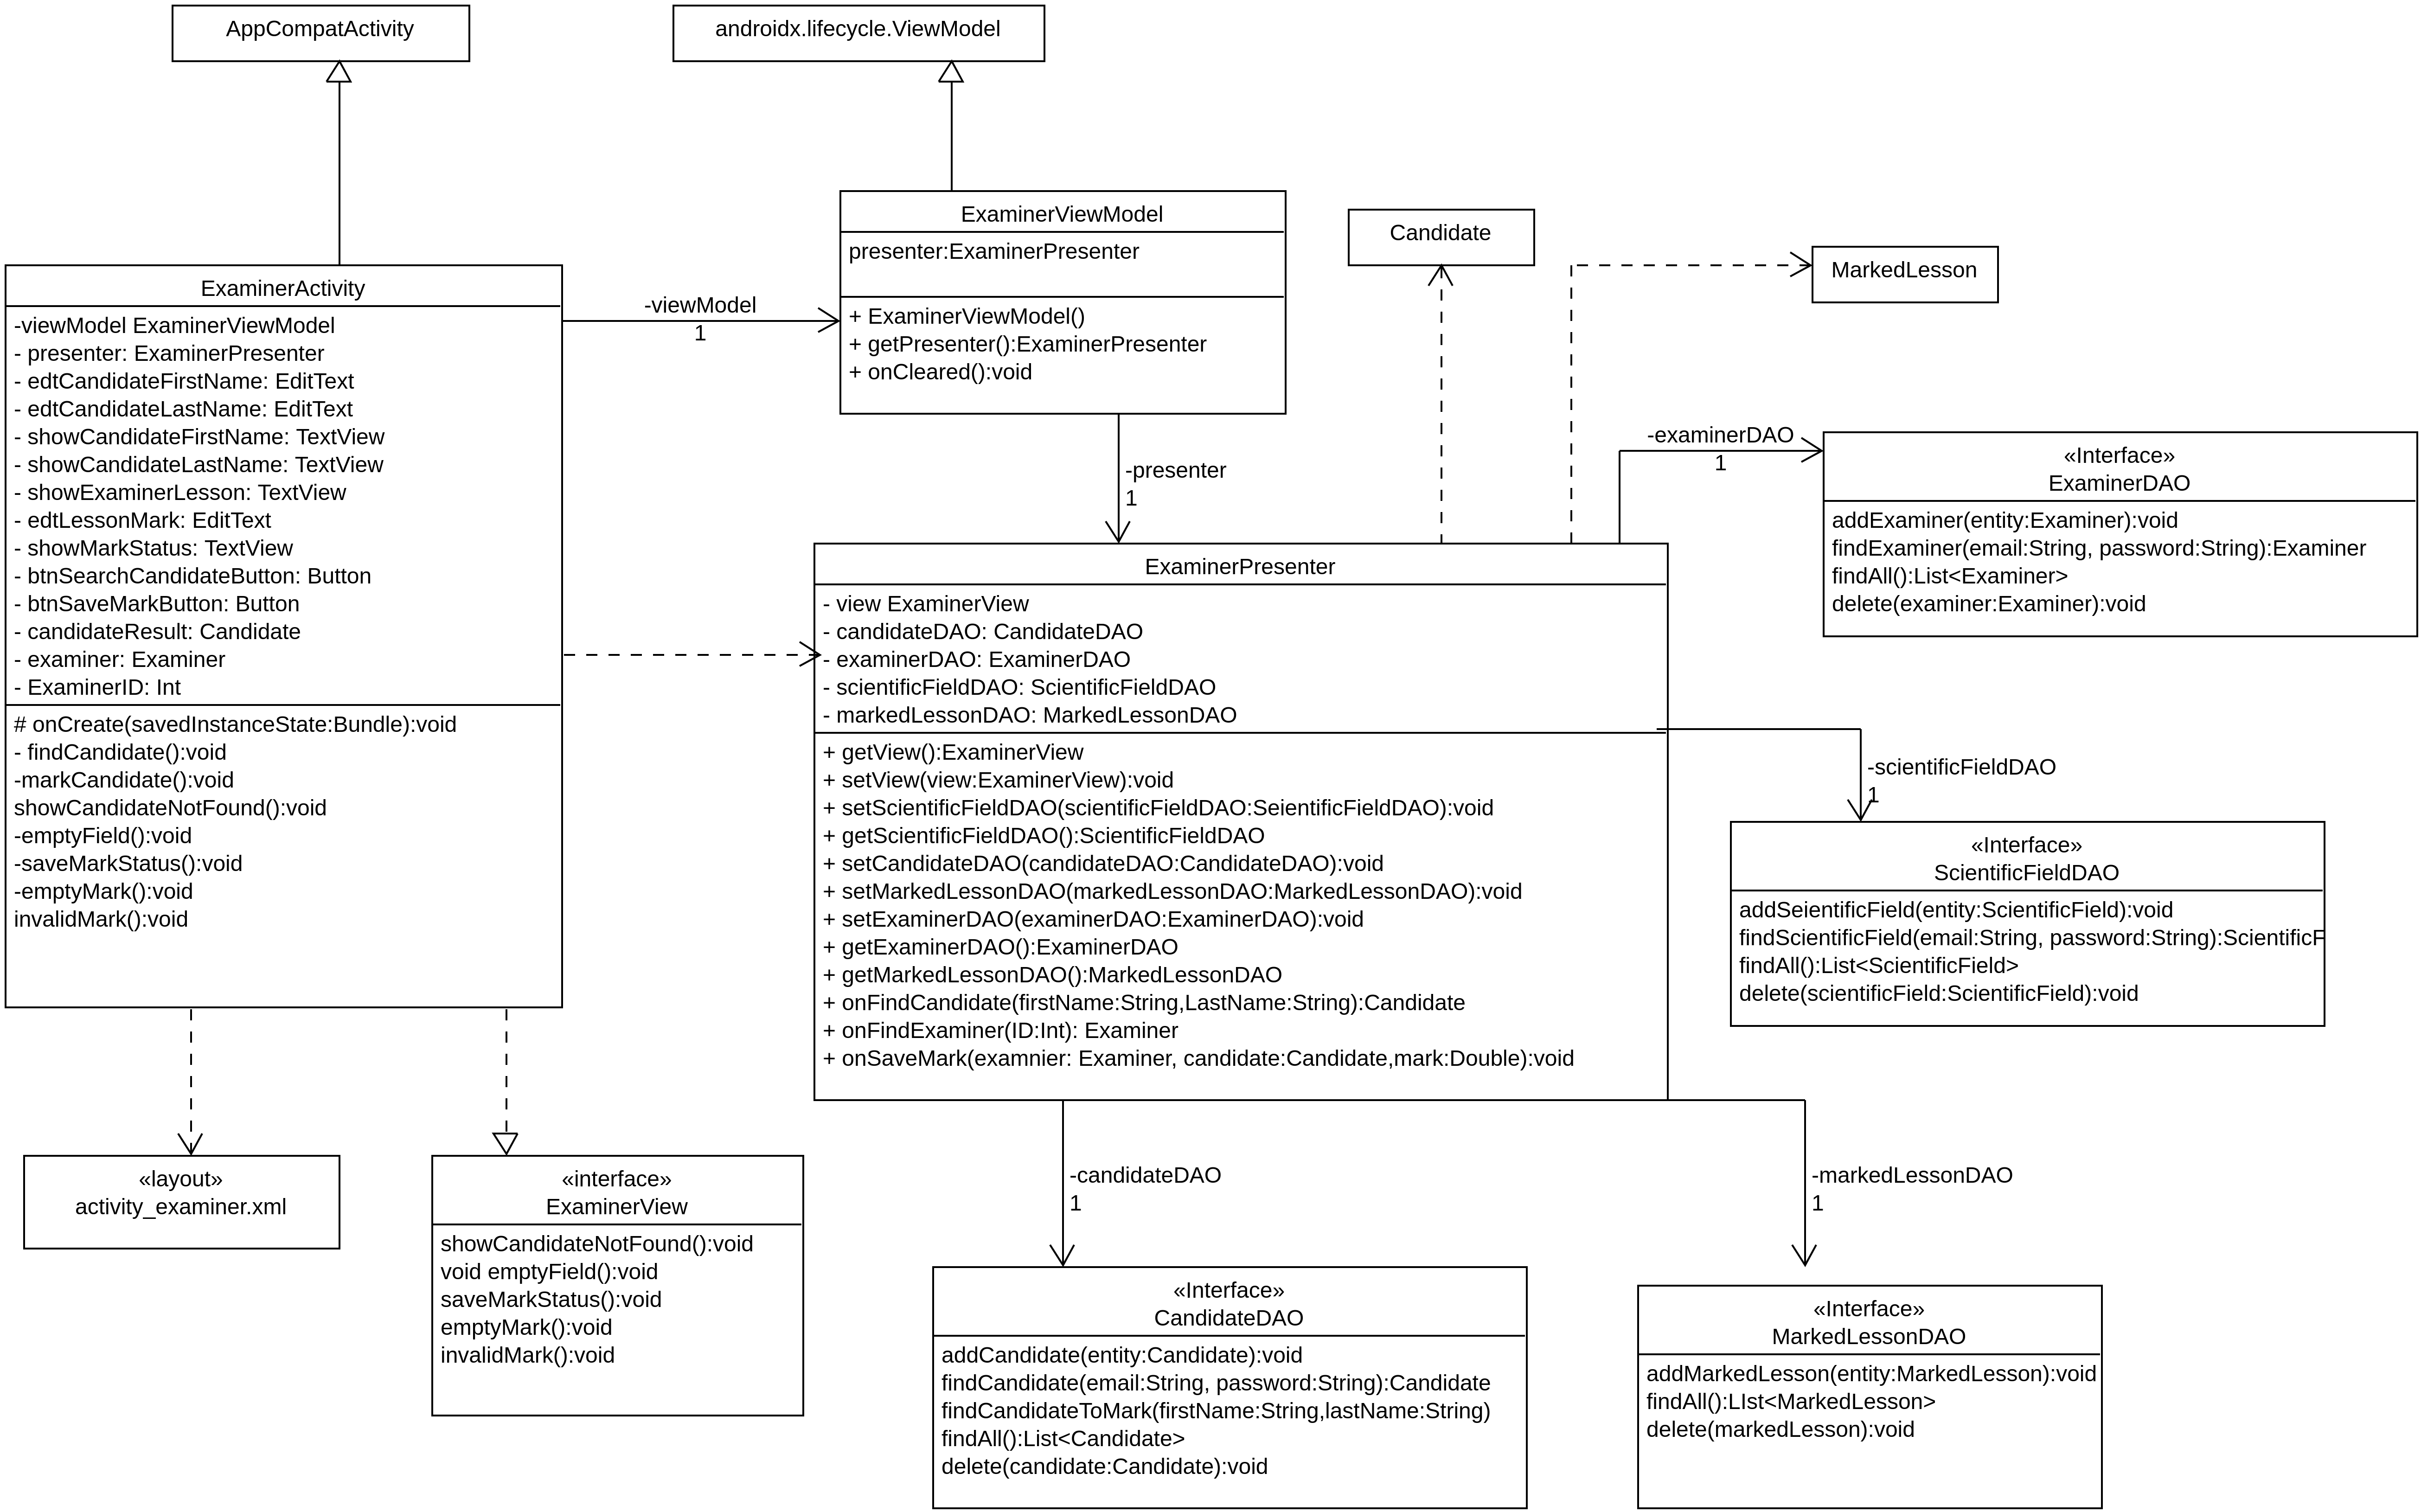 AppCompatActivity
androidx.lifecycle.ViewModel
ExaminerViewModel
presenter:ExaminerPresenter
+ ExaminerViewModel()
+ getPresenter():ExaminerPresenter
+ onCleared():void
Candidate
MarkedLesson
ExaminerActivity
-viewModel ExaminerViewModel
- presenter: ExaminerPresenter
- edtCandidateFirstName: EditText
- edtCandidateLastName: EditText
- showCandidateFirstName: TextView
- showCandidateLastName: TextView
- showExaminerLesson: TextView
- edtLessonMark: EditText
- showMarkStatus: TextView
- btnSearchCandidateButton: Button
- btnSaveMarkButton: Button
- candidateResult: Candidate
- examiner: Examiner
- ExaminerID: Int
# onCreate(savedInstanceState:Bundle):void
- findCandidate():void
-markCandidate():void
showCandidateNotFound():void
-emptyField():void
-saveMarkStatus():void
-emptyMark():void
invalidMark():void
-viewModel
1
-presenter
1
-examinerDAO
1
«Interface»
ExaminerDAO
addExaminer(entity:Examiner):void
findExaminer(email:String, password:String):Examiner
findAll():List<Examiner>
delete(examiner:Examiner):void
ExaminerPresenter
- view ExaminerView
- candidateDAO: CandidateDAO
- examinerDAO: ExaminerDAO
- scientificFieldDAO: ScientificFieldDAO
- markedLessonDAO: MarkedLessonDAO
+ getView():ExaminerView
+ setView(view:ExaminerView):void
+ setScientificFieldDAO(scientificFieldDAO:SeientificFieldDAO):void
+ getScientificFieldDAO():ScientificFieldDAO
+ setCandidateDAO(candidateDAO:CandidateDAO):void
+ setMarkedLessonDAO(markedLessonDAO:MarkedLessonDAO):void
+ setExaminerDAO(examinerDAO:ExaminerDAO):void
+ getExaminerDAO():ExaminerDAO
+ getMarkedLessonDAO():MarkedLessonDAO
+ onFindCandidate(firstName:String,LastName:String):Candidate
+ onFindExaminer(ID:Int): Examiner
+ onSaveMark(examnier: Examiner, candidate:Candidate,mark:Double):void
-scientificFieldDAO
1
«Interface»
ScientificFieldDAO
addSeientificField(entity:ScientificField):void
findScientificField(email:String, password:String):ScientificF
findAll():List<ScientificField>
delete(scientificField:ScientificField):void
«layout»
activity_examiner.xml
«interface»
ExaminerView
showCandidateNotFound():void
void emptyField():void
saveMarkStatus():void
emptyMark():void
invalidMark():void
-candidateDAO
1
-markedLessonDAO
1
«Interface»
CandidateDAO
addCandidate(entity:Candidate):void
findCandidate(email:String, password:String):Candidate
findCandidateToMark(firstName:String,lastName:String)
findAll():List<Candidate>
delete(candidate:Candidate):void
«Interface»
MarkedLessonDAO
addMarkedLesson(entity:MarkedLesson):void
findAll():LIst<MarkedLesson>
delete(markedLesson):void